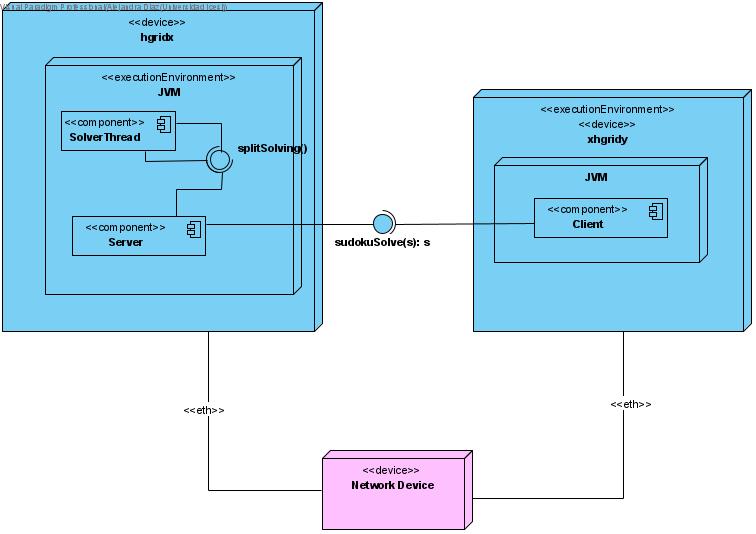 Visual Paradigm Professional(Alejandra Diaz(Universidad Icesi))
<<device>>
hgridx
<<executionEnvironment>>
JVM
<<component>>
SolverThread
splitSolving()
<<component>>
Server
sudokuSolve(s): s
<<executionEnvironment>>
<<device>>
xhgridy
JVM
<<component>>
Client
<<eth>>
<<eth>>
<<device>>
Network Device